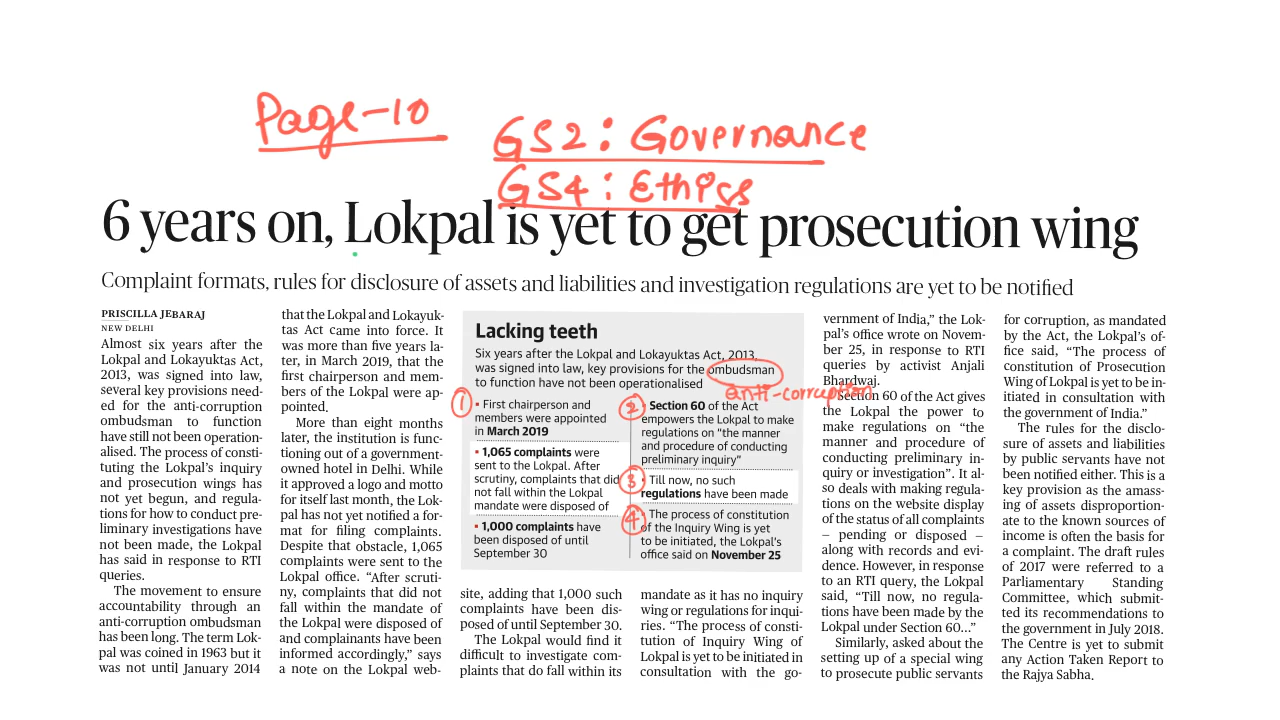 Page-10
GS2: Governance
GS4: Ethics
6 years on, Lokpal is yet to get prosecution wing
Complaint formats, rules for disclosure of assets and liabilities and investigation regulations are yet to be notified
PRISCILLA JEBARAJ
NEW DELHI
Almost six years after the
Lokpal and Lokayuktas Act,
2013, was signed into law,
several key provisions need-
ed for the anti-corruption
ombudsman to function
have still not been operation-
alised. The process of consti-
tuting the Lokpal's inquiry
and prosecution wings has
not yet begun, and regula-
tions for how to conduct pre-
liminary investigations have
not been made, the Lokpal
has said in response to RTI
queries.
The movement to ensure
accountability through an
anti-corruption ombudsman
has been long. The term Lok-
pal was coined in 1963 but it
was not until January 2014
that the Lokpal and Lokayuk-
tas Act came into force. It
was more than five years la-
ter, in March 2019, that the
first chairperson and mem-
bers of the Lokpal were ap-
pointed.
More than eight months
later, the institution is func-
tioning out of a government-
owned hotel in Delhi. While
it approved a logo and motto
for itself last month, the Lok-
pal has not yet notified a for-
mat for filing complaints.
Despite that obstacle, 1,065
complaints were sent to the
Lokpal office. "After scruti-
ny, complaints that did not
fall within the mandate of
the Lokpal were disposed of
and complainants have been
informed accordingly," says
a note on the Lokpal web-
Lacking teeth
Six years after the Lokpal and Lokayuktas Act, 2013,
was signed into law, key provisions for the ombudsman
to function have not been operationalised
anti-corruption
1
▪ First chairperson and
members were appointed
in March 2019
▪ 1,065 complaints were
sent to the Lokpal. After
scrutiny, complaints that did
not fall within the Lokpal
mandate were disposed of
▪ 1,000 complaints have
been disposed of until
September 30
2
Section 60 of the Act
empowers the Lokpal to make
regulations on "the manner
and procedure of conducting
preliminary inquiry"
3
Till now, no such
regulations have been made
4
The process of constitution
of the Inquiry Wing is yet
to be initiated, the Lokpal's
office said on November 25
site, adding that 1,000 such
complaints have been dis-
posed of until September 30.
The Lokpal would find it
difficult to investigate com-
plaints that do fall within its
mandate as it has no inquiry
wing or regulations for inqui-
ries. "The process of consti-
tution of Inquiry Wing of
Lokpal is yet to be initiated in
consultation with the go-
vernment of India," the Lok-
pal's office wrote on Novem-
ber 25, in response to RTI
queries by activist Anjali
Bhardwaj.
Section 60 of the Act gives
the Lokpal the power to
make regulations on "the
manner and procedure of
conducting preliminary in-
quiry or investigation". It al-
so deals with making regula-
tions on the website display
of the status of all complaints
– pending or disposed –
along with records and evi-
dence. However, in response
to an RTI query, the Lokpal
said, "Till now, no regula-
tions have been made by the
Lokpal under Section 60..."
Similarly, asked about the
setting up of a special wing
to prosecute public servants
for corruption, as mandated
by the Act, the Lokpal's of-
fice said, "The process of
constitution of Prosecution
Wing of Lokpal is yet to be in-
itiated in consultation with
the government of India."
The rules for the disclo-
sure of assets and liabilities
by public servants have not
been notified either. This is a
key provision as the amass-
ing of assets disproportion-
ate to the known sources of
income is often the basis for
a complaint. The draft rules
of 2017 were referred to a
Parliamentary Standing
Committee, which submit-
ted its recommendations to
the government in July 2018.
The Centre is yet to submit
any Action Taken Report to
the Rajya Sabha.